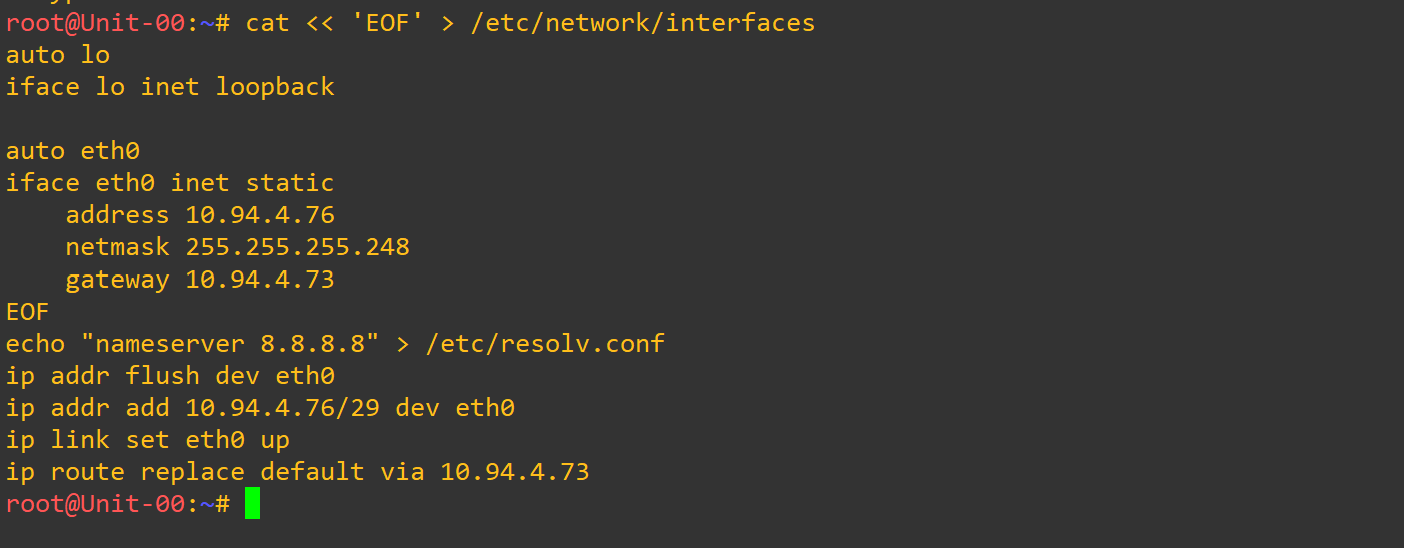 root@Unit-00:~# cat << 'EOF' > /etc/network/interfaces
auto lo
iface lo inet loopback

auto eth0
iface eth0 inet static
    address 10.94.4.76
    netmask 255.255.255.248
    gateway 10.94.4.73
EOF
echo "nameserver 8.8.8.8" > /etc/resolv.conf
ip addr flush dev eth0
ip addr add 10.94.4.76/29 dev eth0
ip link set eth0 up
ip route replace default via 10.94.4.73
root@Unit-00:~#